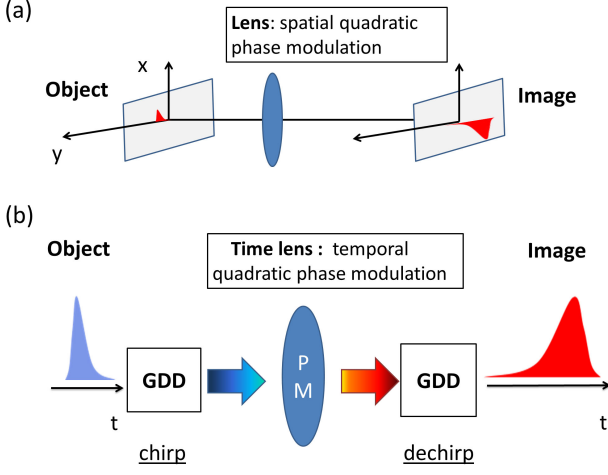 (a)
Lens: spatial quadratic
phase modulation
Object
x
Image
y
(b)
Object
Time lens : temporal
quadratic phase modulation
Image
GDD
P
M
GDD
t
t
chirp
dechirp